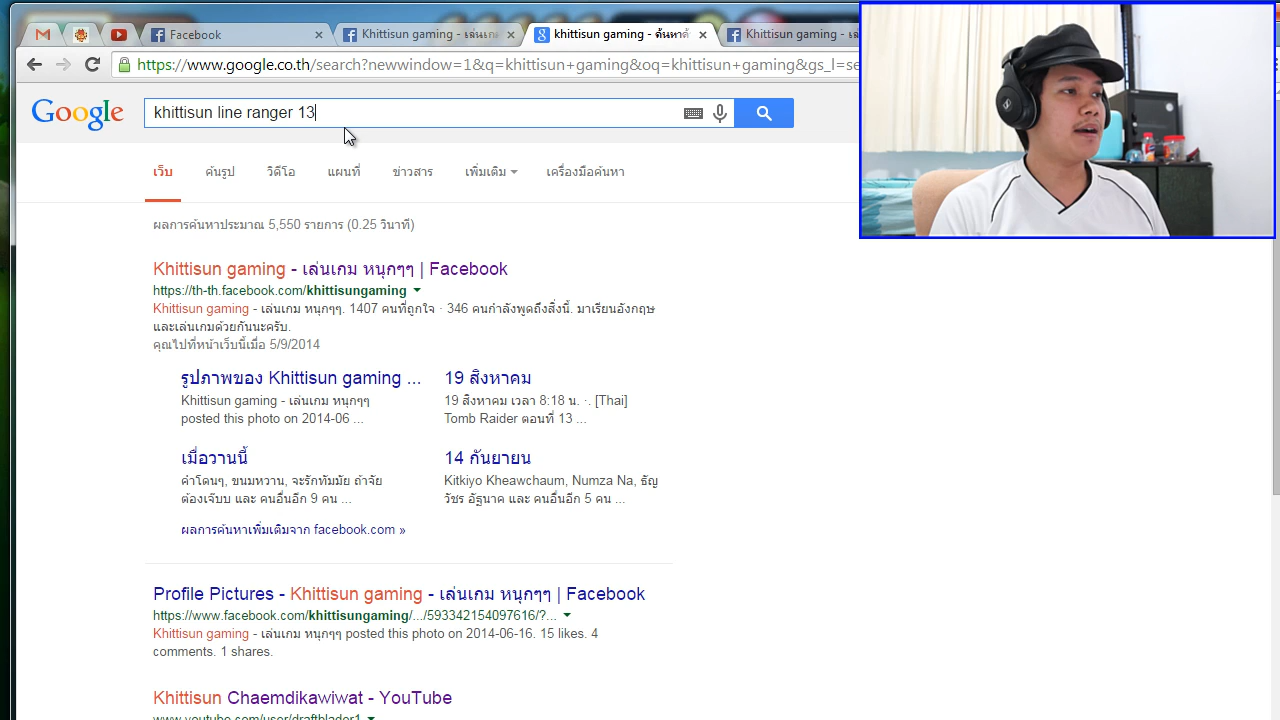 Facebook
Khittisun gaming - เล่นเก
khittisun gaming - ค้นหาด้
Khittisun gaming - เล
https://www.google.co.th/search?newwindow=1&q=khittisun+gaming&oq=khittisun+gaming&gs_l=se
Google
khittisun line ranger 13
เว็บ ค้นรูป วิดีโอ แผนที่ ข่าวสาร เพิ่มเติม เครื่องมือค้นหา
ผลการค้นหาประมาณ 5,550 รายการ (0.25 วินาที)
Khittisun gaming - เล่นเกม หนุกๆๆ | Facebook
https://th-th.facebook.com/khittisungaming
Khittisun gaming - เล่นเกม หนุกๆๆ. 1407 คนที่ถูกใจ · 346 คนกำลังพูดถึงสิ่งนี้. มาเรียนอังกฤษ
และเล่นเกมด้วยกันนะครับ.
คุณไปที่หน้าเว็บนี้เมื่อ 5/9/2014
รูปภาพของ Khittisun gaming ...
Khittisun gaming - เล่นเกม หนุกๆๆ
posted this photo on 2014-06 ...
19 สิงหาคม
19 สิงหาคม เวลา 8:18 น. ·. [Thai]
Tomb Raider ตอนที่ 13 ...
เมื่อวานนี้
คำโดนๆ, ขนมหวาน, จะรักทัมมัย ถ้าจัย
ต้องเจ๊บบ และ คนอื่นอีก 9 คน ...
14 กันยายน
Kitkiyo Kheawchaum, Numza Na, ธัญ
วัชร อัฐนาค และ คนอื่นอีก 5 คน ...
ผลการค้นหาเพิ่มเติมจาก facebook.com »
Profile Pictures - Khittisun gaming - เล่นเกม หนุกๆๆ | Facebook
https://www.facebook.com/khittisungaming/.../593342154097616/?...
Khittisun gaming - เล่นเกม หนุกๆๆ posted this photo on 2014-06-16. 15 likes. 4
comments. 1 shares.
Khittisun Chaemdikawiwat - YouTube
www.youtube.com/user/draftblader1